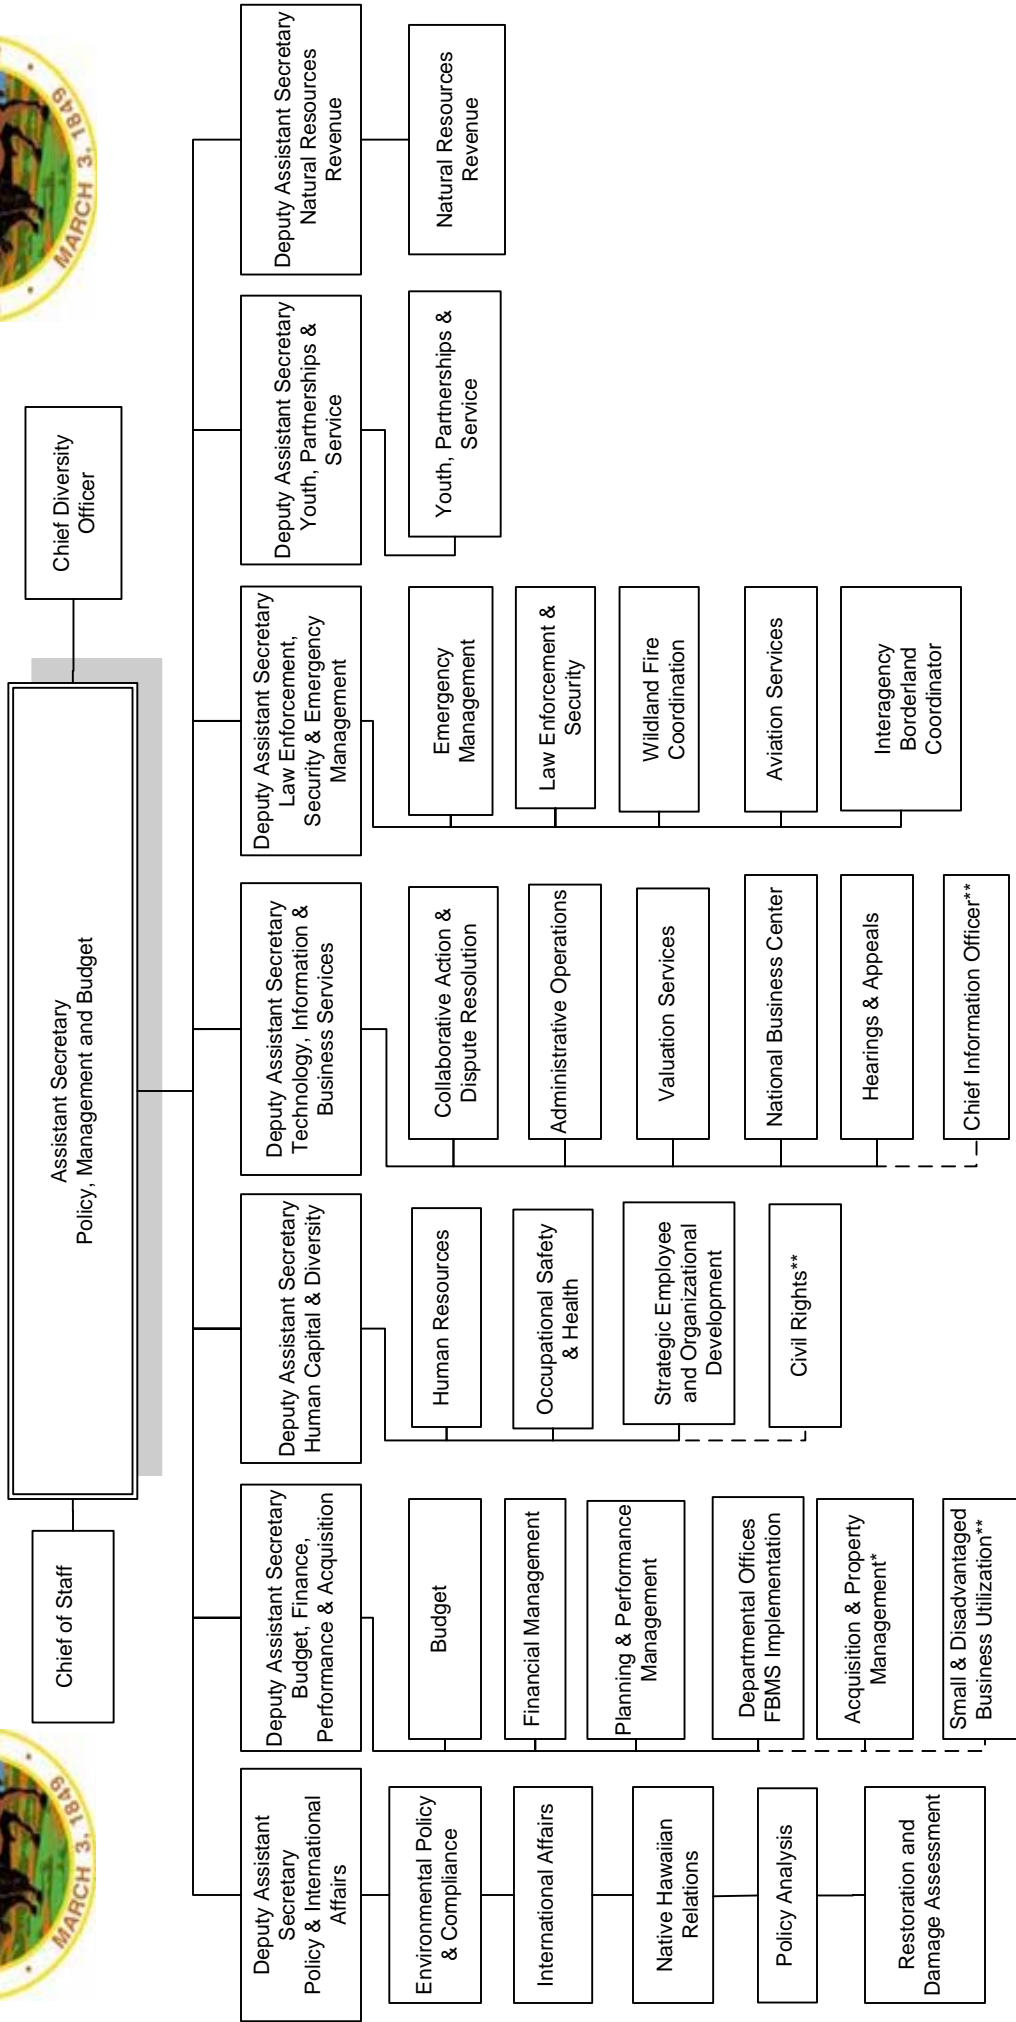 MARCH 3, 1849
MARCH 3, 1849
Chief of Staff
Assistant Secretary
Policy, Management and Budget
Chief Diversity
Officer
Deputy Assistant
Secretary
Policy & International
Affairs
Environmental Policy
& Compliance
International Affairs
Native Hawaiian
Relations
Policy Analysis
Restoration and
Damage Assessment
Deputy Assistant Secretary
Budget, Finance,
Performance & Acquisition
Budget
Financial Management
Planning & Performance
Management
Departmental Offices
FBMS Implementation
Acquisition & Property
Management*
Small & Disadvantaged
Business Utilization**
Deputy Assistant Secretary
Human Capital & Diversity
Human Resources
Occupational Safety
& Health
Strategic Employee
and Organizational
Development
Civil Rights**
Deputy Assistant Secretary
Technology, Information &
Business Services
Collaborative Action &
Dispute Resolution
Administrative Operations
Valuation Services
National Business Center
Hearings & Appeals
Chief Information Officer**
Deputy Assistant Secretary
Law Enforcement,
Security & Emergency
Management
Emergency
Management
Law Enforcement &
Security
Wildland Fire
Coordination
Aviation Services
Interagency
Borderland
Coordinator
Deputy Assistant Secretary
Youth, Partnerships &
Service
Youth, Partnerships &
Service
Deputy Assistant Secretary
Natural Resources
Revenue
Natural Resources
Revenue